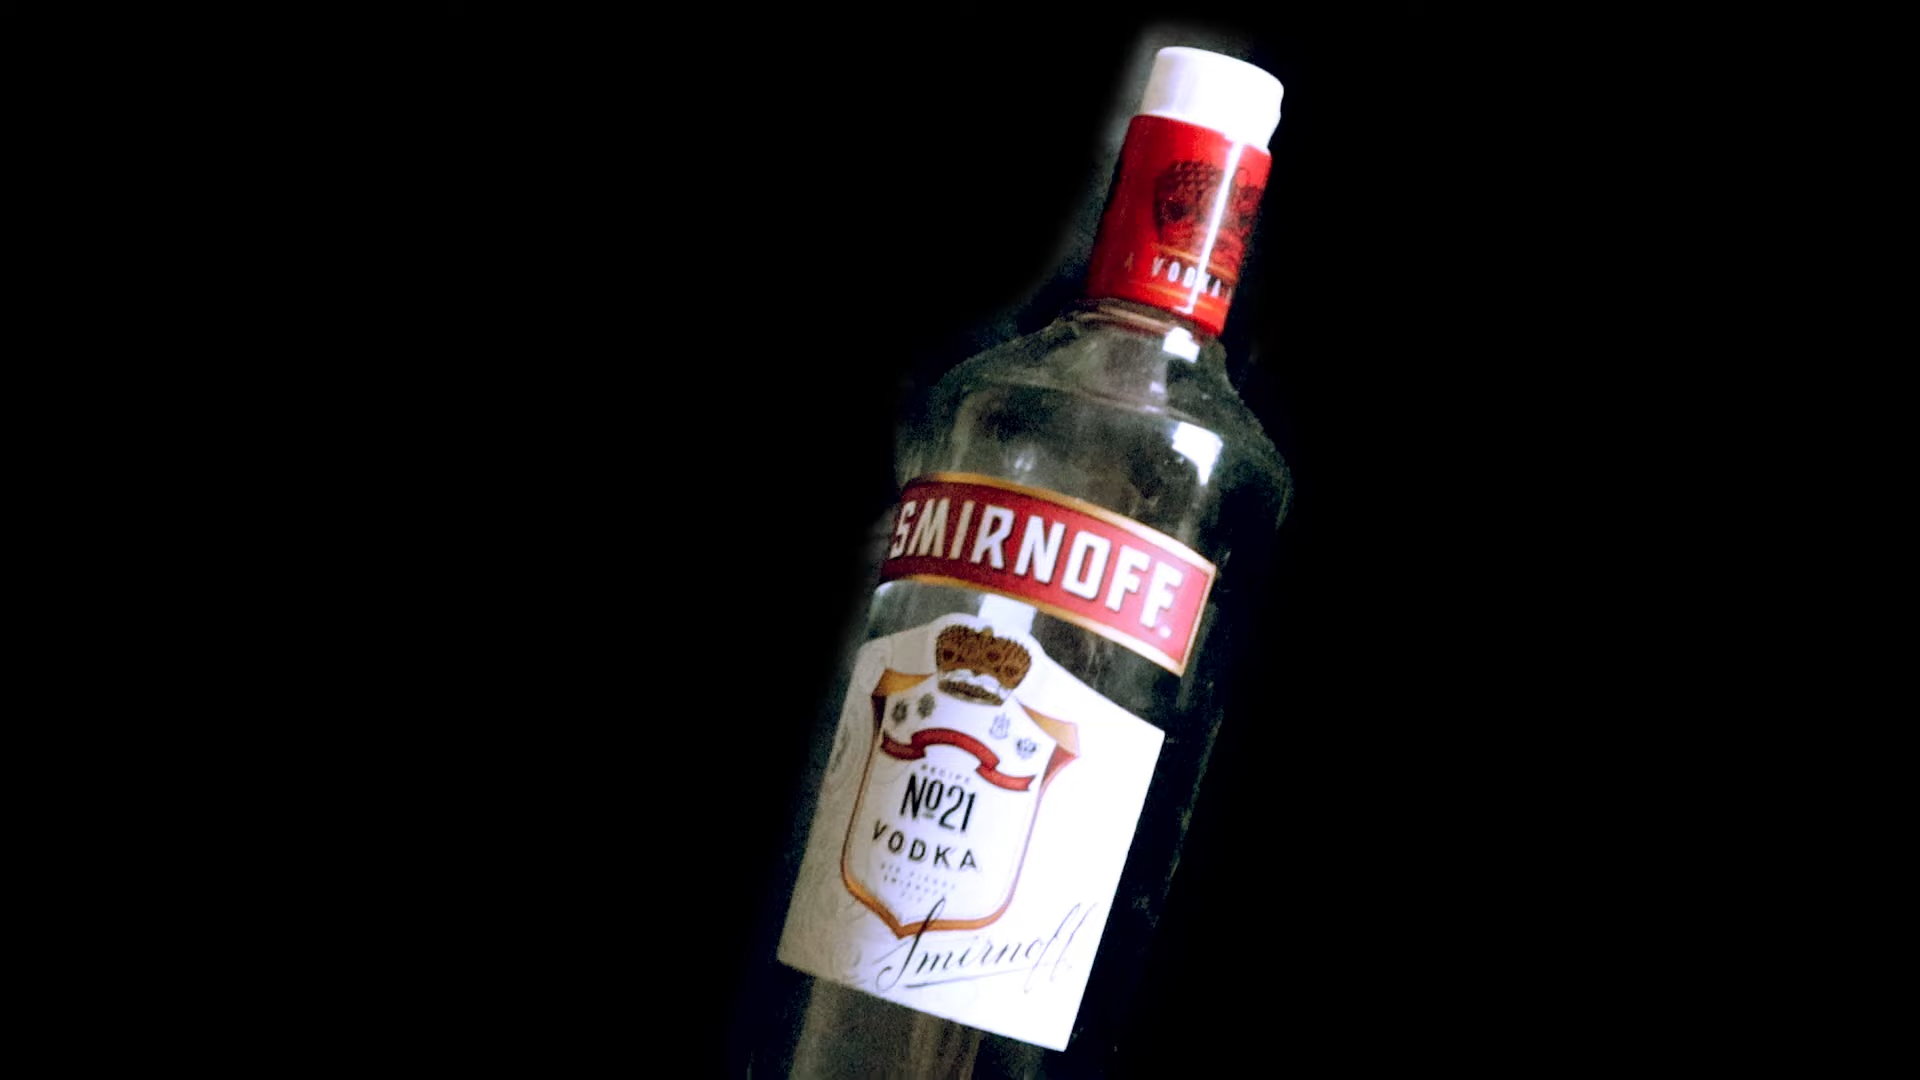 A VODKA
SMIRNOFF.
RECIPE
No21
VODKA
Smirnoff